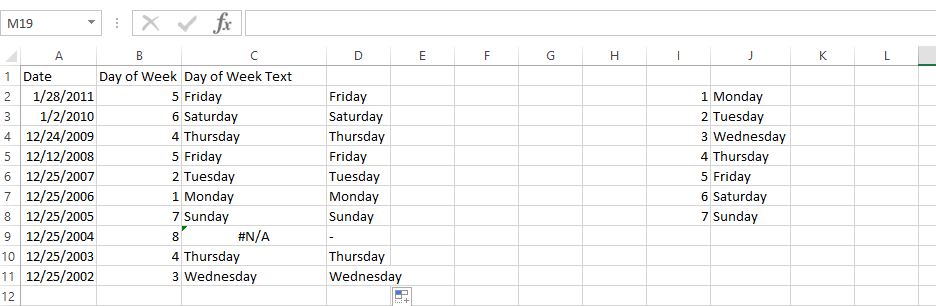 M19 fx
A B C D E F G H I J K L
1 Date Day of Week Day of Week Text
2 1/28/2011 5 Friday Friday 1 Monday
3 1/2/2010 6 Saturday Saturday 2 Tuesday
4 12/24/2009 4 Thursday Thursday 3 Wednesday
5 12/12/2008 5 Friday Friday 4 Thursday
6 12/25/2007 2 Tuesday Tuesday 5 Friday
7 12/25/2006 1 Monday Monday 6 Saturday
8 12/25/2005 7 Sunday Sunday 7 Sunday
9 12/25/2004 8 #N/A -
10 12/25/2003 4 Thursday Thursday
11 12/25/2002 3 Wednesday Wednesday
12